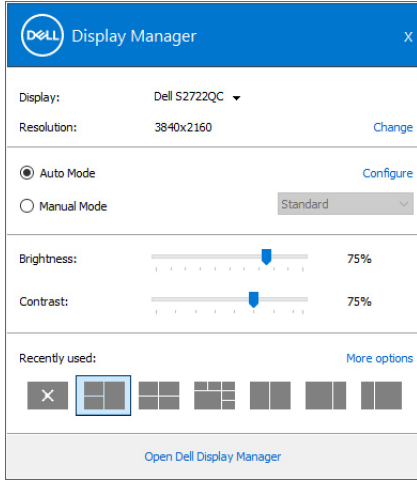 DELL Display Manager X
Display: Dell S2722QC
Resolution: 3840x2160 Change
Auto Mode Configure
Manual Mode Standard
Brightness: 75%
Contrast: 75%
Recently used: More options
Open Dell Display Manager